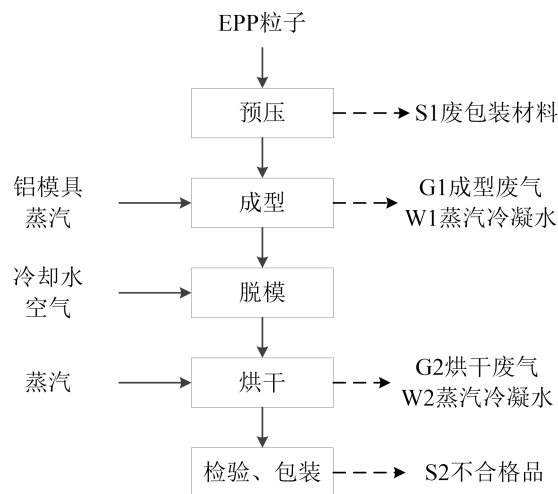 EPP粒子
预压
S1废包装材料
铝模具
蒸汽
成型
G1成型废气
W1蒸汽冷凝水
冷却水
空气
脱模
蒸汽
烘干
G2烘干废气
W2蒸汽冷凝水
检验、包装
S2不合格品